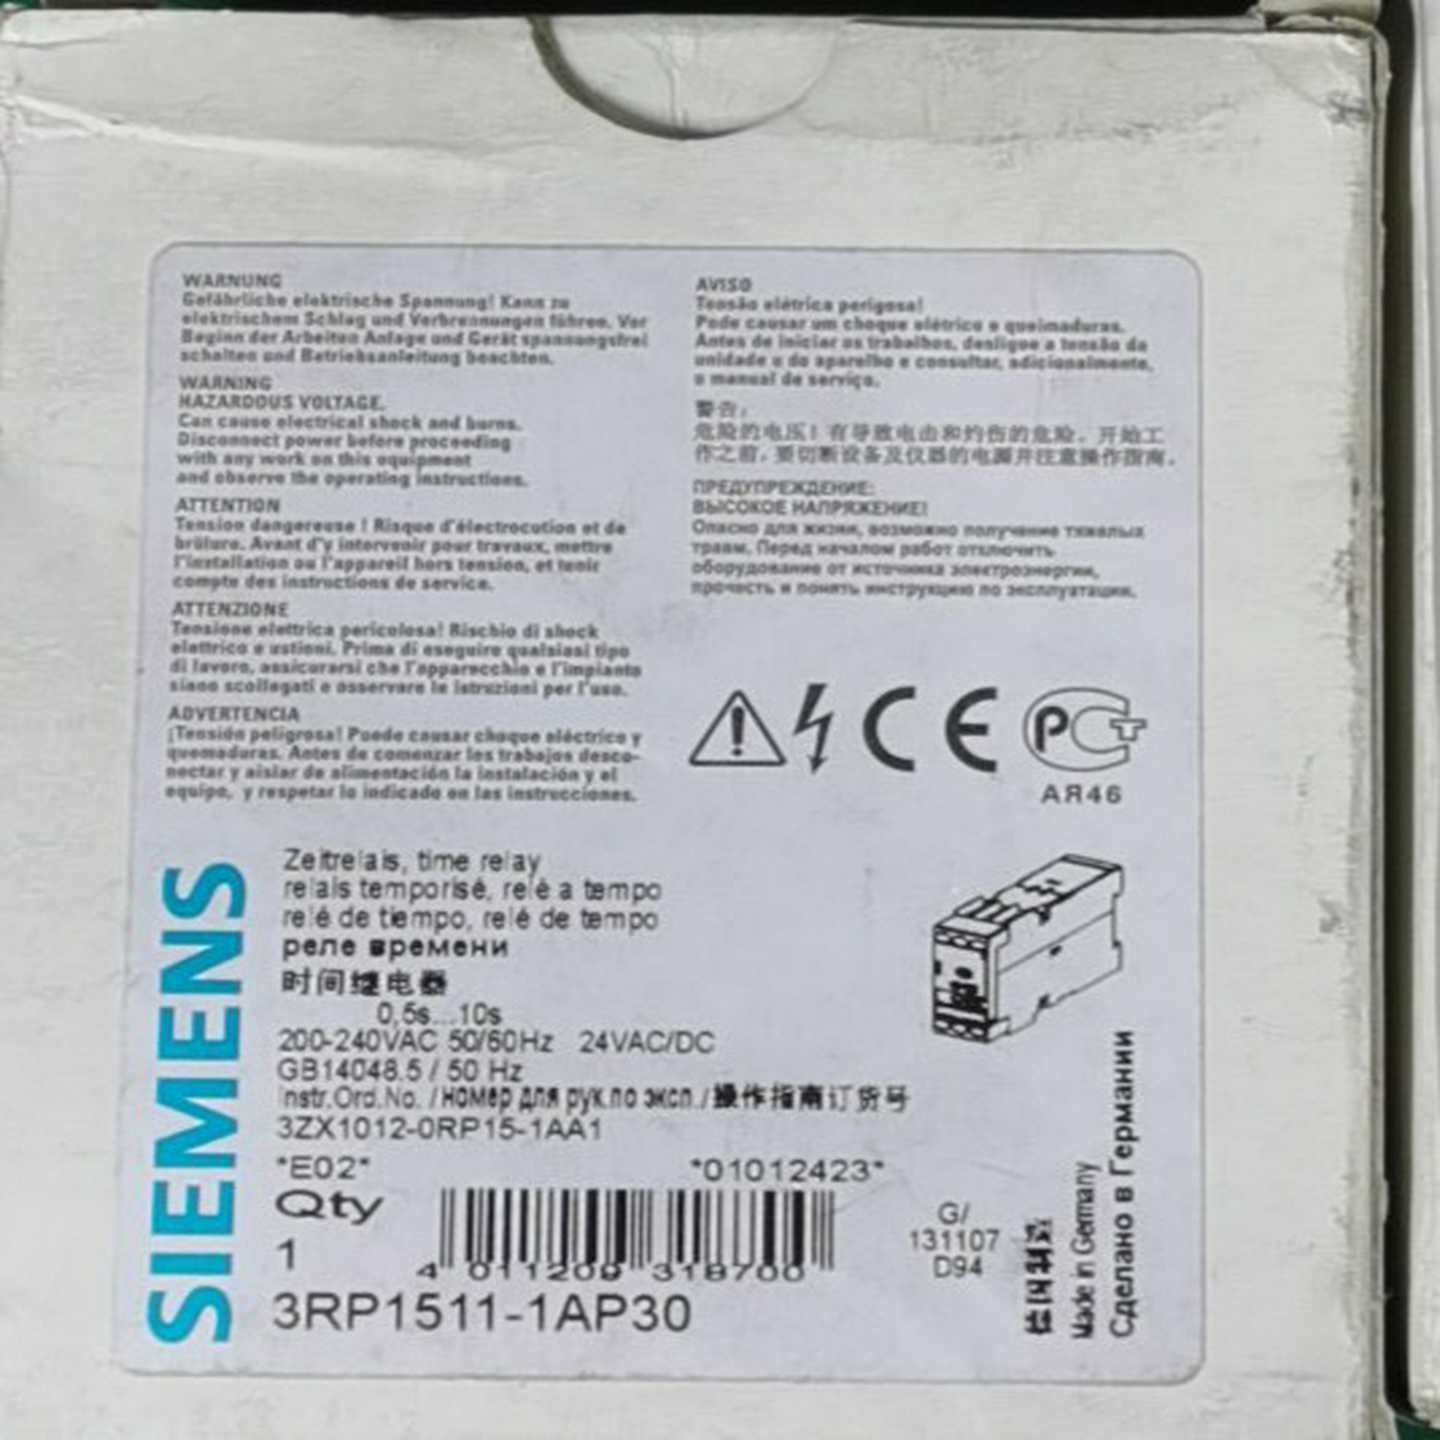 WARNUNG
Gefährliche elektrische Spannung! Kann zu
elektrischem Schlag und Verbrennungen führen. Vor
Beginn der Arbeiten Anlage und Gerät spannungsfrei
schalten und Betriebsanleitung beachten.
WARNING
HAZARDOUS VOLTAGE.
Can cause electrical shock and burns.
Disconnect power before proceeding
with any work on this equipment
and observe the operating instructions.
ATTENTION
Tension dangereuse ! Risque d'électrocution et de
brûlure. Avant d'y intervenir pour travaux, mettre
l'installation ou l'appareil hors tension, et tenir
compte des instructions de service.
ATTENZIONE
Tensione elettrica pericolosa! Rischio di shock
elettrico e ustioni. Prima di eseguire qualsiasi tipo
di lavoro, assicurarsi che l'apparecchio e l'impianto
siano scollegati e osservare le istruzioni per l'uso.
ADVERTENCIA
¡Tensión peligrosa! Puede causar choque eléctrico y
quemaduras. Antes de comenzar los trabajos desco-
nectar y aislar de alimentación la instalación y el
equipo, y respetar lo indicado en las instrucciones.
AVISO
Tensão elétrica perigosa!
Pode causar um choque elétrico e queimaduras.
Antes de iniciar os trabalhos, desligue a tensão da
unidade e do aparelho e consultar, adicionalmente,
o manual de serviço.
警告:
危险的电压! 有导致电击和灼伤的危险。开始工
作之前, 要切断设备及仪器的电源并注意操作指南。
ПРЕДУПРЕЖДЕНИЕ:
ВЫСОКОЕ НАПРЯЖЕНИЕ!
Опасно для жизни, возможно получение тяжелых
травм. Перед началом работ отключить
оборудование от источника электроэнергии,
прочесть и понять инструкцию по эксплуатации.
CE
PCT
АЯ46
SIEMENS
Zeitrelais, time relay
relais temporisé, relè a tempo
relé de tiempo, relé de tempo
реле времени
时间继电器
0,5s...10s
200-240VAC 50/60Hz 24VAC/DC
GB14048.5 / 50 Hz
Instr.Ord.No. /номер для рук.по эксп./操作指南订货号
3ZX1012-0RP15-1AA1
*E02* *01012423*
Qty
1
4 011209 318700
3RP1511-1AP30
G/
131107
D94
Made in Germany
Сделано в Германии